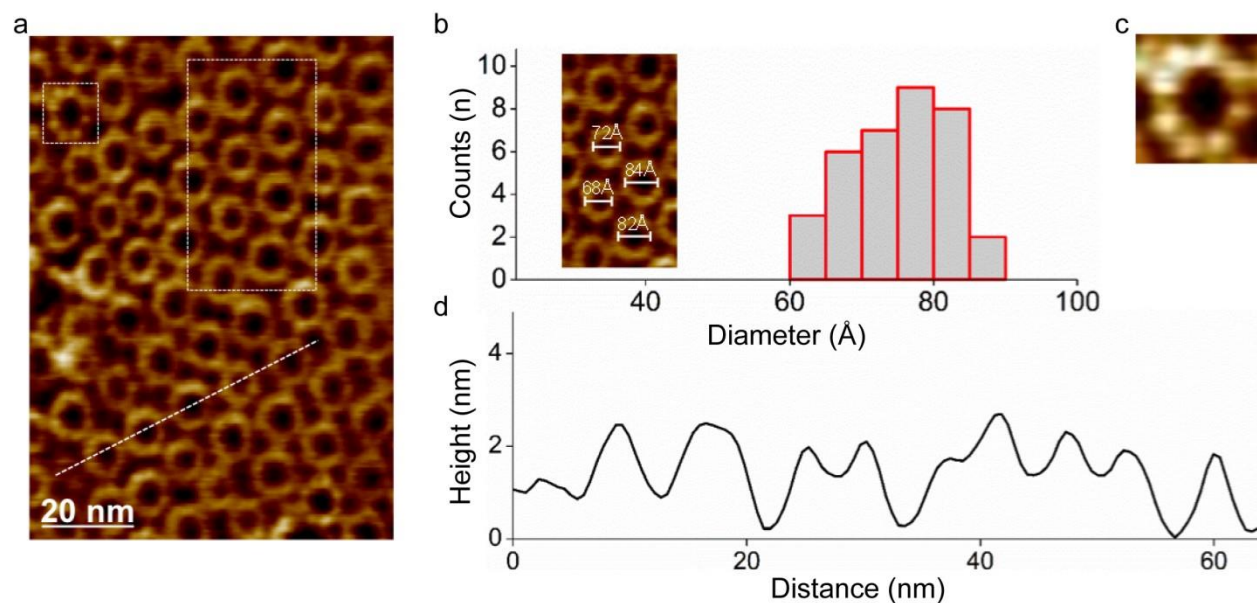 a
20 nm
b
Counts (n)
10
8
6
4
2
0
72Å
84Å
68Å
82Å
40
60
80
100
Diameter (Å)
c
d
Height (nm)
4
2
0
0
20
40
60
Distance (nm)